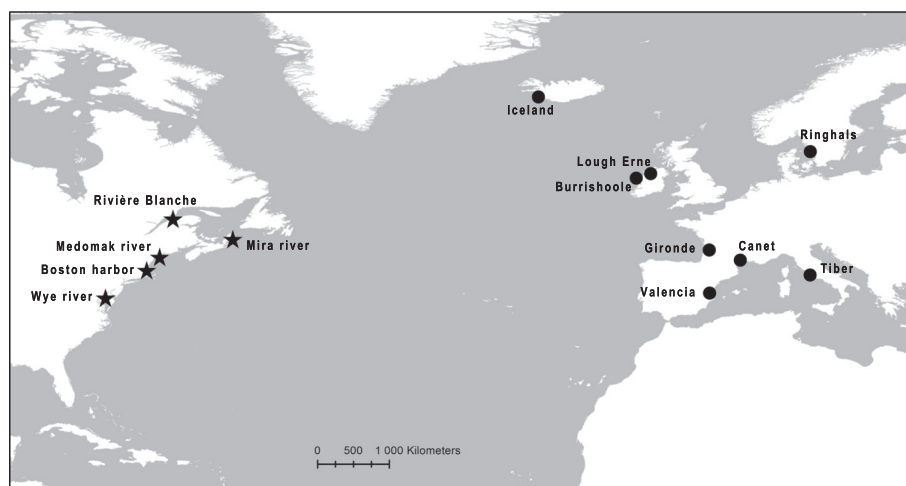 Iceland
Ringhals
Lough Erne
Burrishoole
Rivière Blanche
Mira river
Medomak river
Boston harbor
Wye river
Gironde
Canet
Tiber
Valencia
0 500 1 000 Kilometers